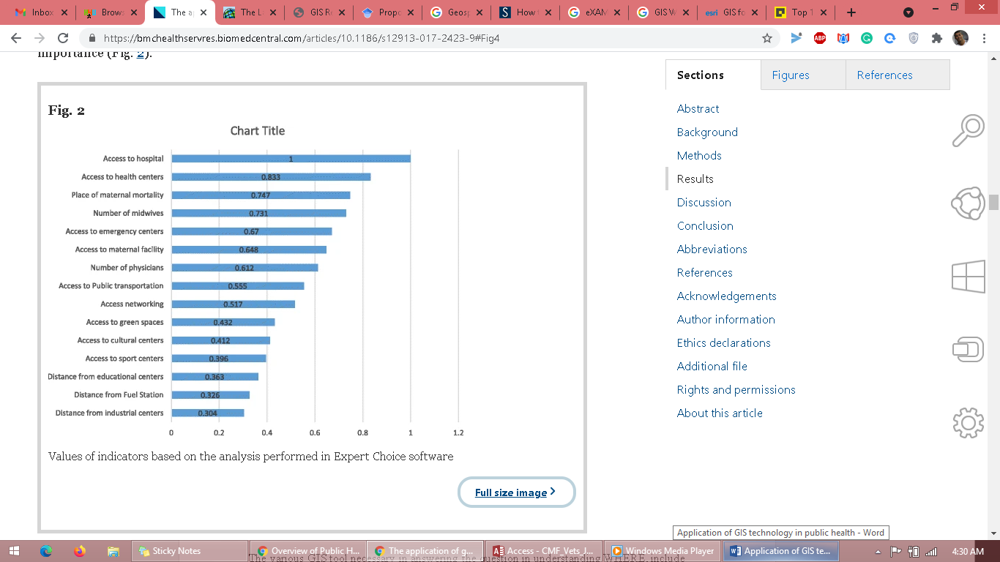 Inbox
Brows
The ap
The L
GIS R
Propo
Geosp
How
eXAM
GIS W
esri GIS fo
Top 1
https://bmchealthservres.biomedcentral.com/articles/10.1186/s12913-017-2423-9#Fig4
ABP
importance (Fig. 2).
Fig. 2
Chart Title
Access to hospital 1
Access to health centers 0.833
Place of maternal mortality 0.747
Number of midwives 0.731
Access to emergency centers 0.67
Access to maternal facility 0.648
Number of physicians 0.612
Access to Public transportation 0.555
Access networking 0.517
Access to green spaces 0.432
Access to cultural centers 0.412
Access to sport centers 0.396
Distance from educational centers 0.363
Distance from Fuel Station 0.326
Distance from industrial centers 0.304
0 0.2 0.4 0.6 0.8 1 1.2
Values of indicators based on the analysis performed in Expert Choice software
Full size image
Sections Figures References
Abstract
Background
Methods
Results
Discussion
Conclusion
Abbreviations
References
Acknowledgements
Author information
Ethics declarations
Additional file
Rights and permissions
About this article
Application of GIS technology in public health - Word
Sticky Notes
Overview of Public H...
The application of g...
Access - CMF_Vets_J...
Windows Media Player
Application of GIS te...
4:30 AM
The various GIS tool necessary in answering the question in understanding WHERE, include